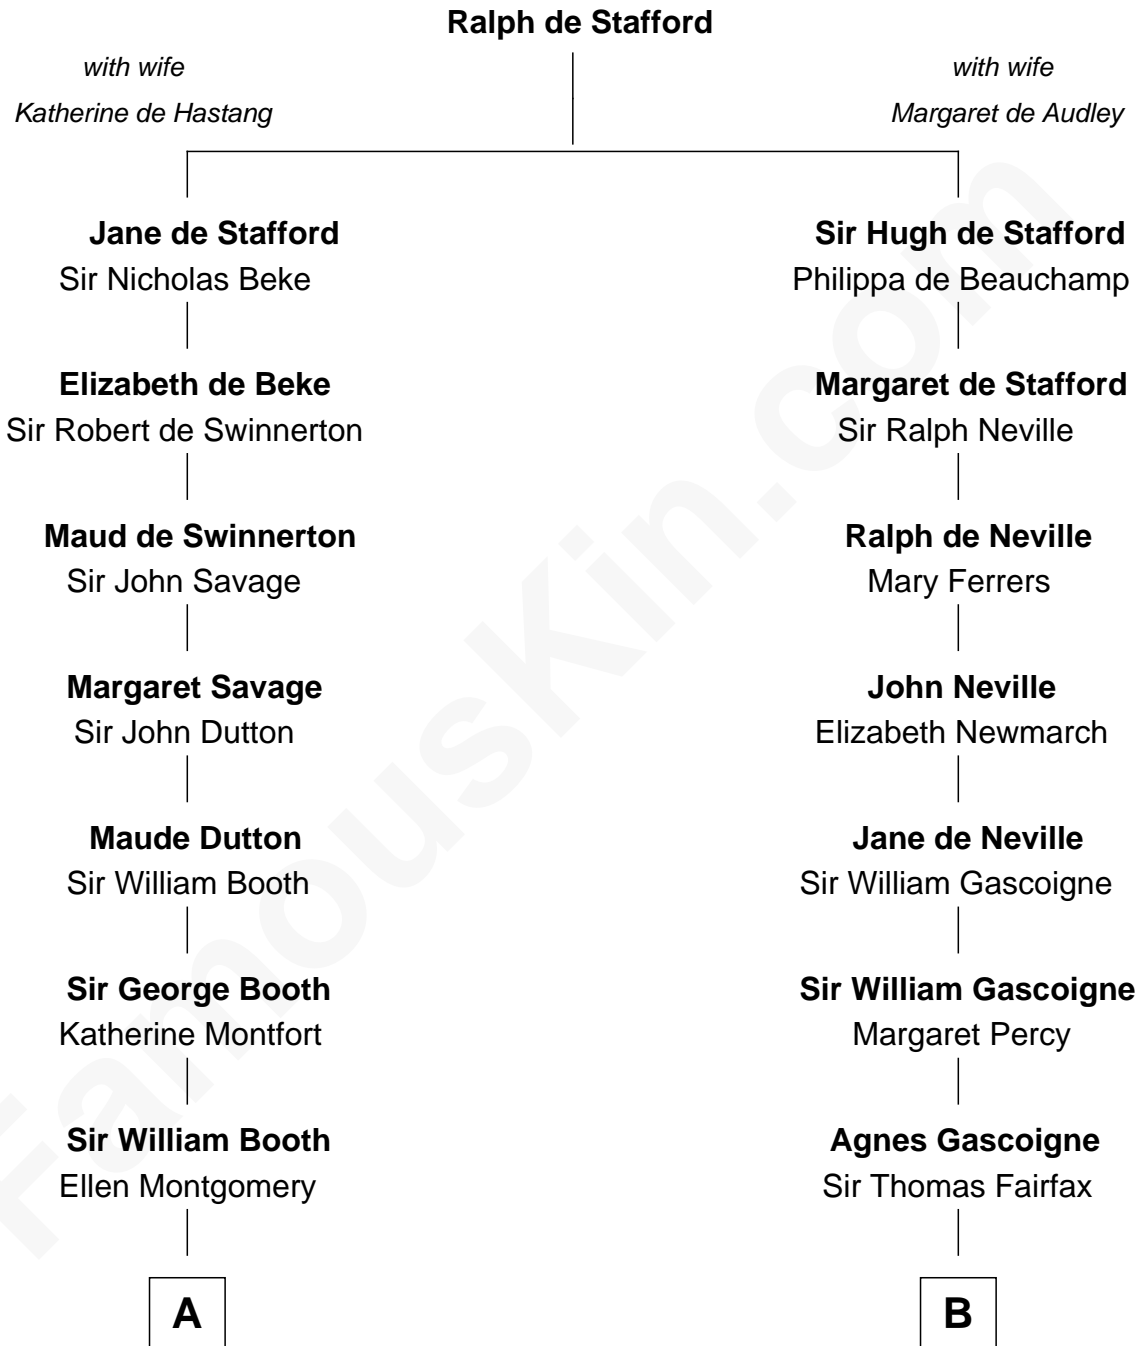 Ralph de Stafford
with wife
Katherine de Hastang
with wife
Margaret de Audley
Jane de Stafford
Sir Nicholas Beke
Sir Hugh de Stafford
Philippa de Beauchamp
Elizabeth de Beke
Sir Robert de Swinnerton
Margaret de Stafford
Sir Ralph Neville
Maud de Swinnerton
Sir John Savage
Ralph de Neville
Mary Ferrers
Margaret Savage
Sir John Dutton
John Neville
Elizabeth Newmarch
Maude Dutton
Sir William Booth
Jane de Neville
Sir William Gascoigne
Sir George Booth
Katherine Montfort
Sir William Gascoigne
Margaret Percy
Sir William Booth
Ellen Montgomery
Agnes Gascoigne
Sir Thomas Fairfax
A
B
FamousKin.com